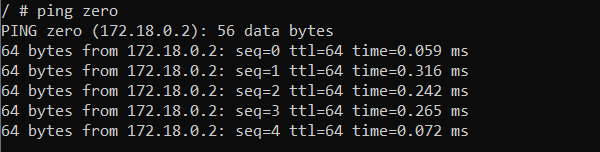 / # ping zero
PING zero (172.18.0.2): 56 data bytes
64 bytes from 172.18.0.2: seq=0 ttl=64 time=0.059 ms
64 bytes from 172.18.0.2: seq=1 ttl=64 time=0.316 ms
64 bytes from 172.18.0.2: seq=2 ttl=64 time=0.242 ms
64 bytes from 172.18.0.2: seq=3 ttl=64 time=0.265 ms
64 bytes from 172.18.0.2: seq=4 ttl=64 time=0.072 ms